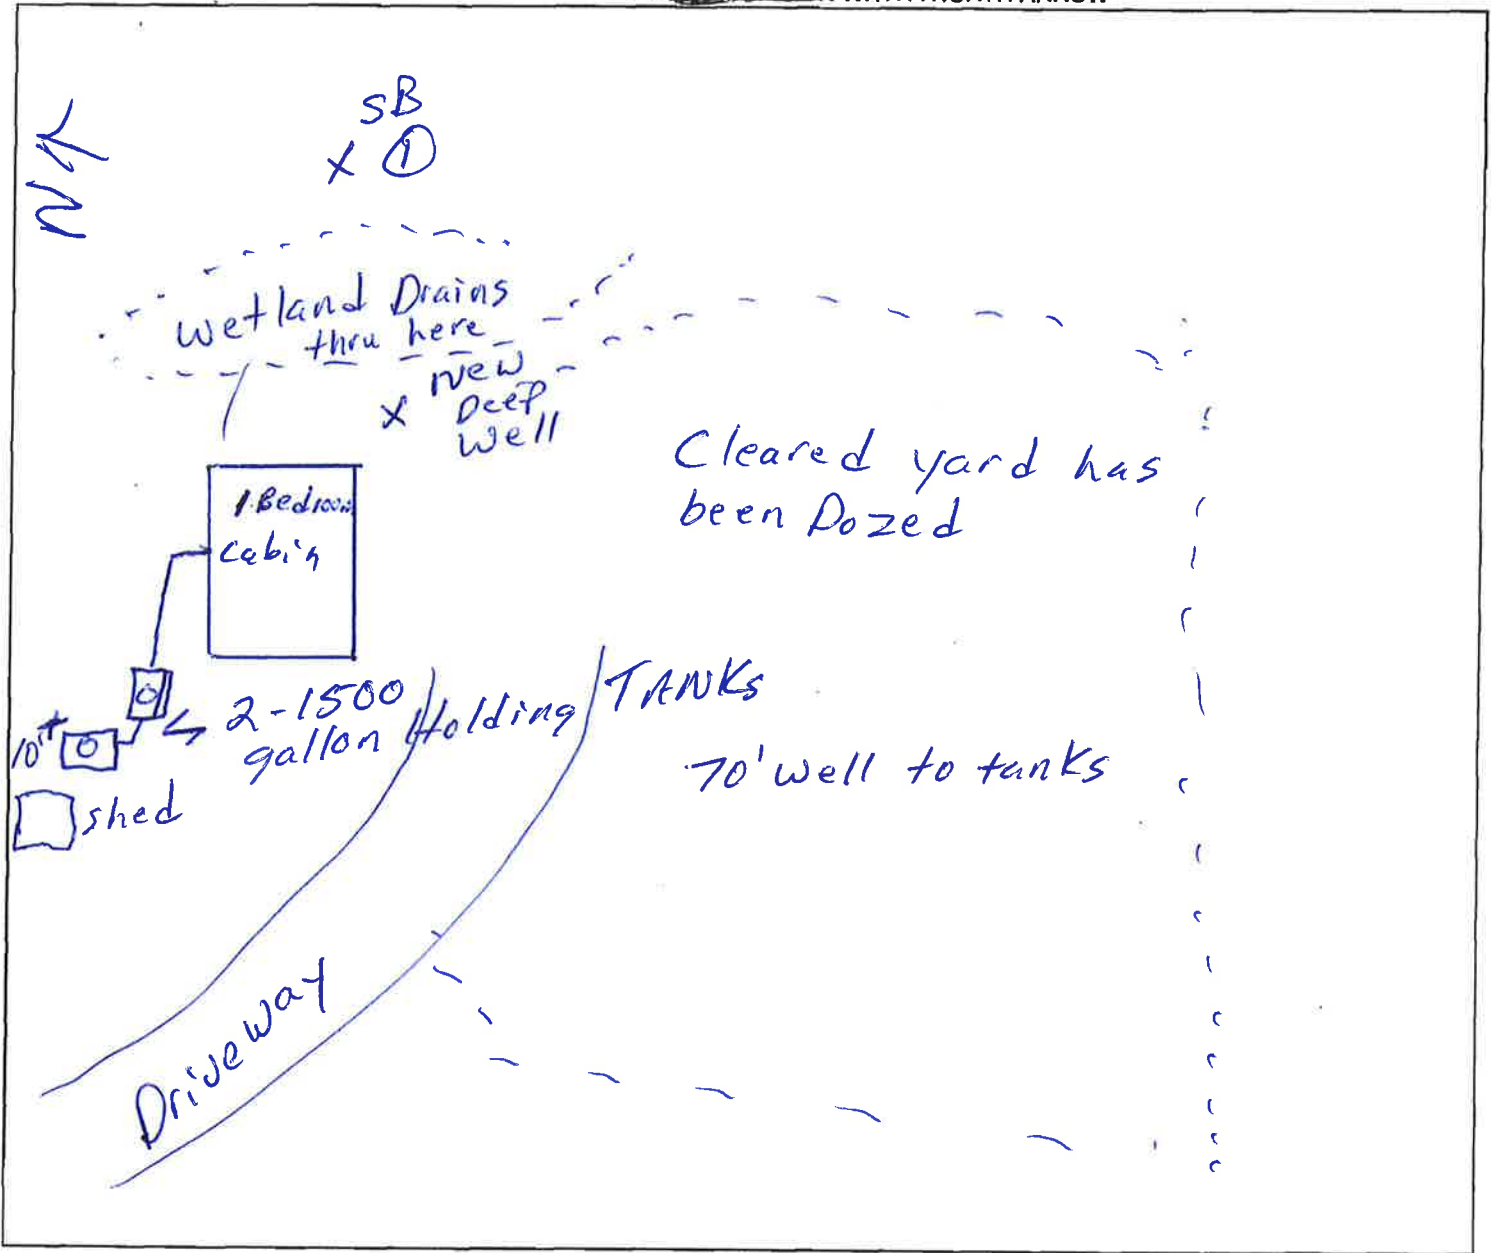 N
SB
X ①
Wetland Drains
thru here
X New
Deep
Well
Cleared yard has
been Dozed
1 Bedroom
Cabin
2-1500 Holding TANKs
gallon
10'+
70' well to tanks
shed
Driveway